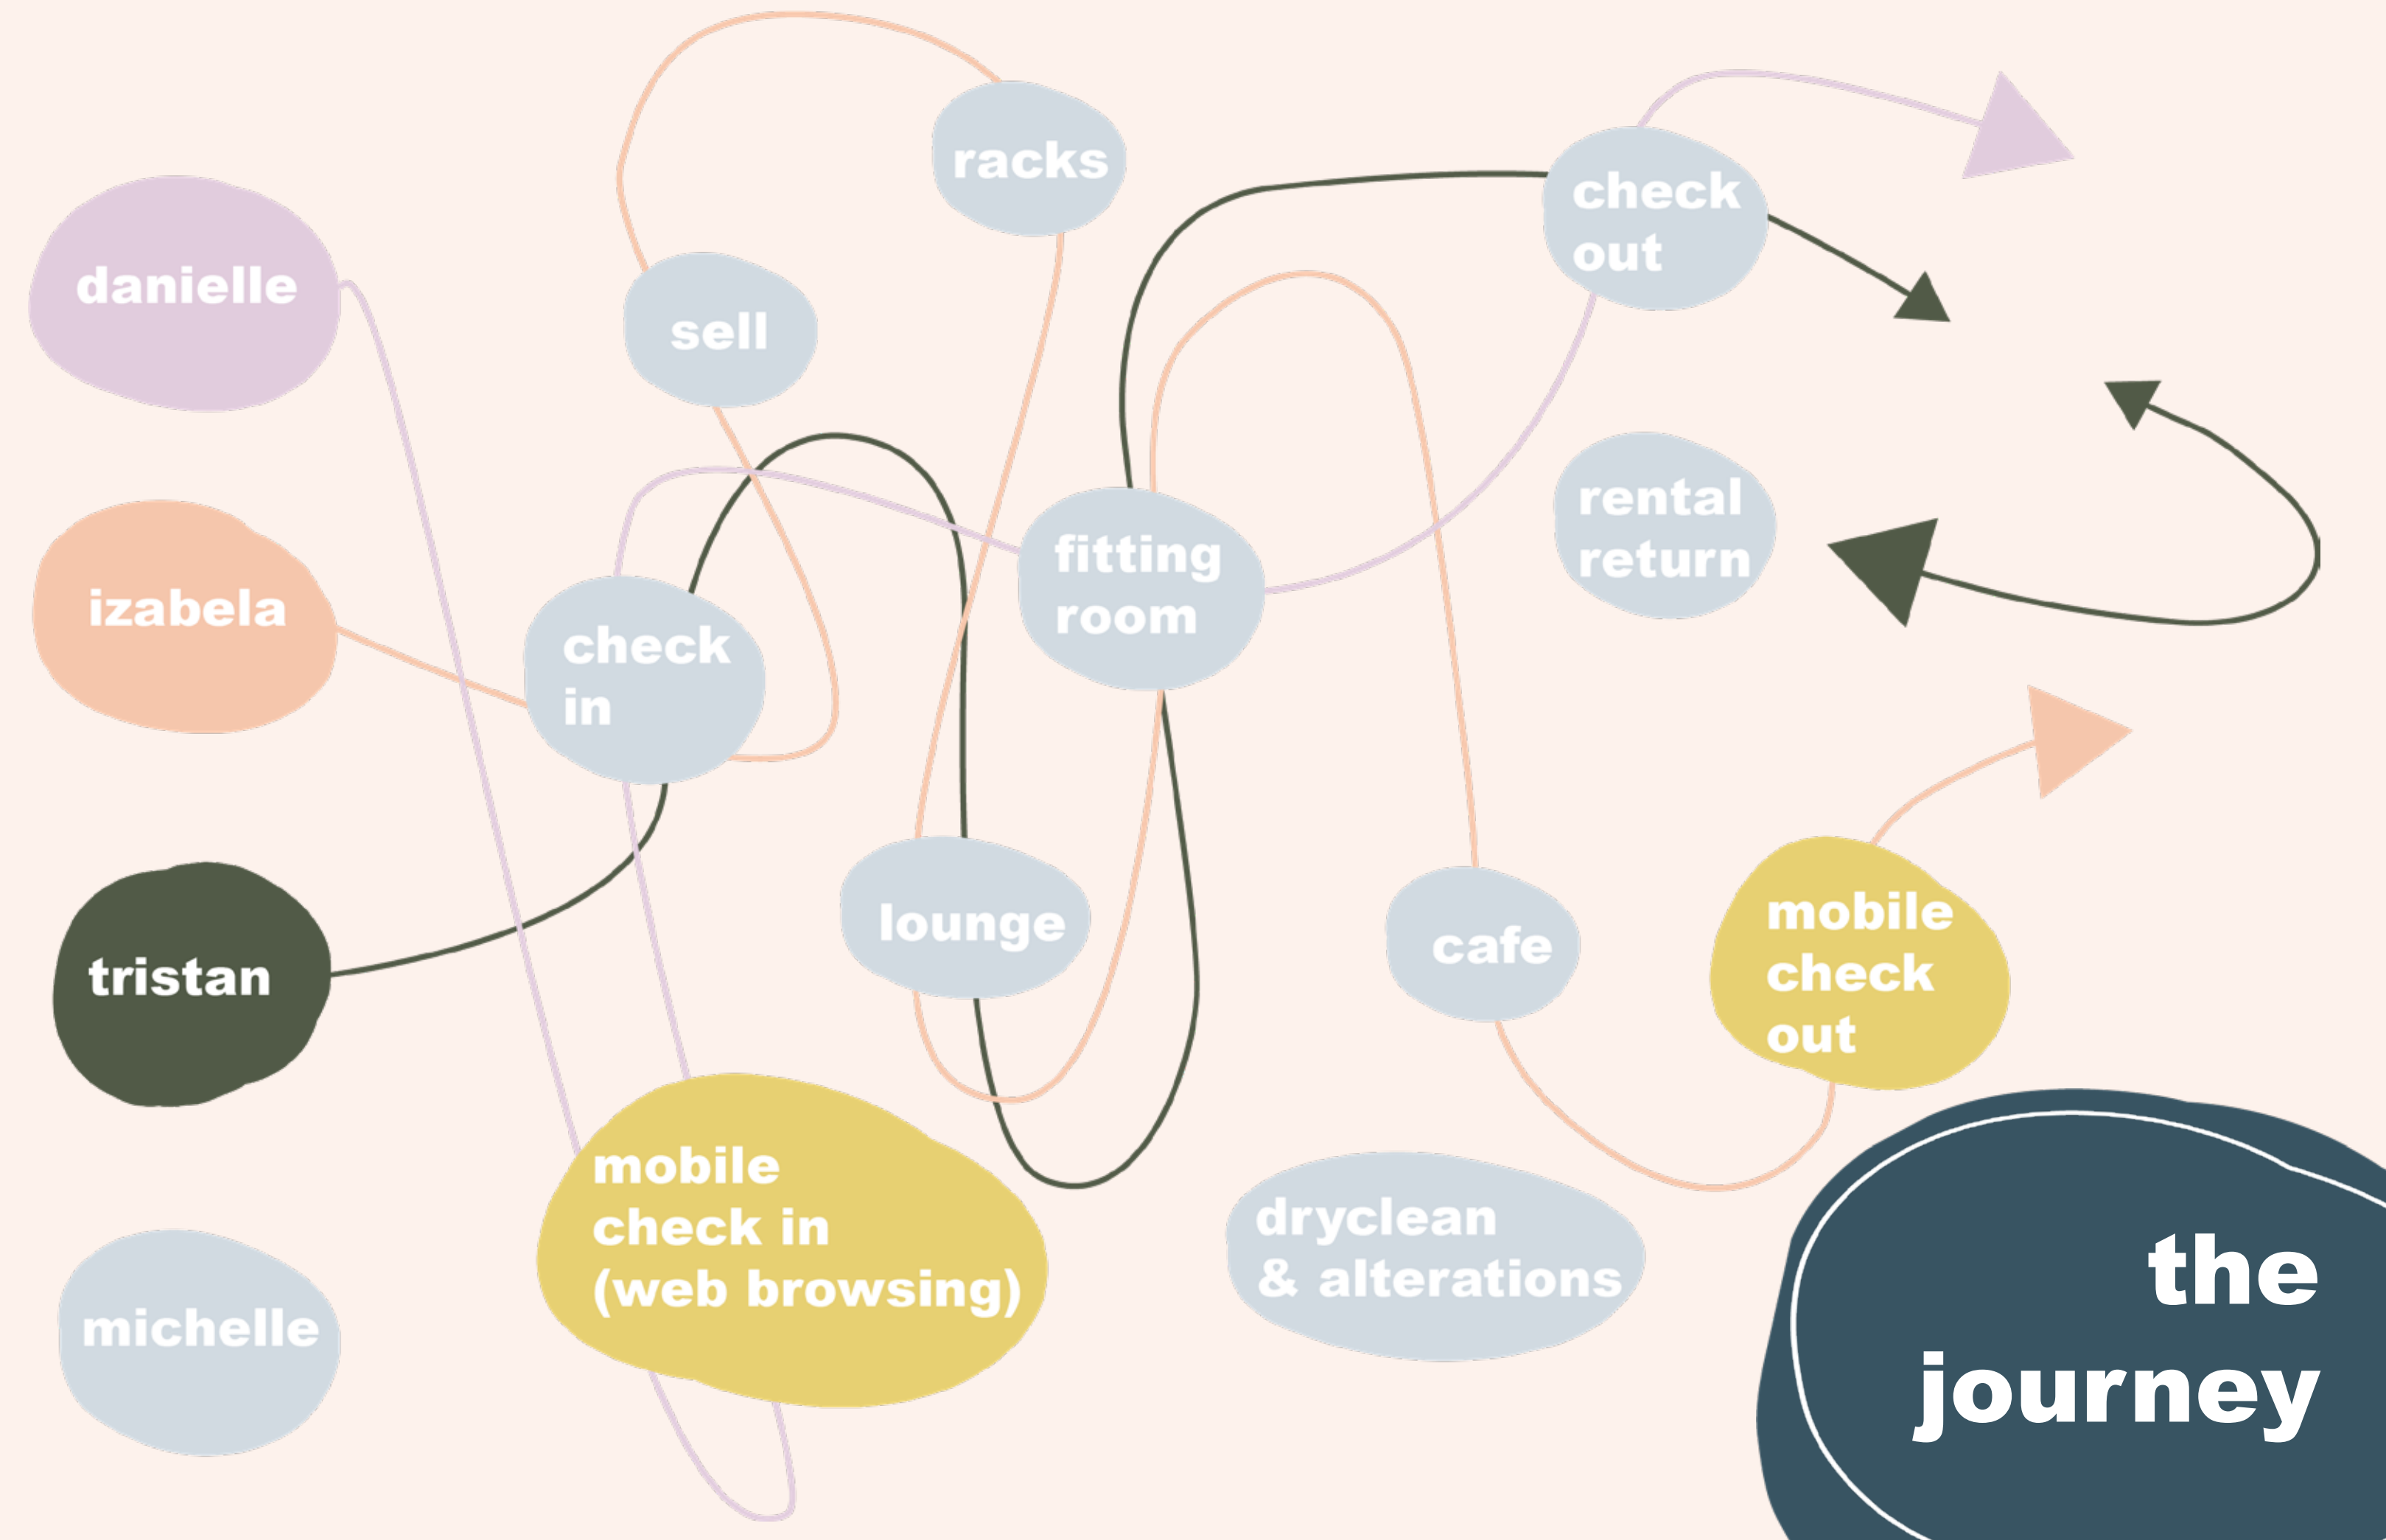 racks
check
out
danielle
sell
rental
return
fitting
room
izabela
check
in
lounge
cafe
mobile
check
out
tristan
mobile
check in
(web browsing)
dryclean
& alterations
michelle
the
journey